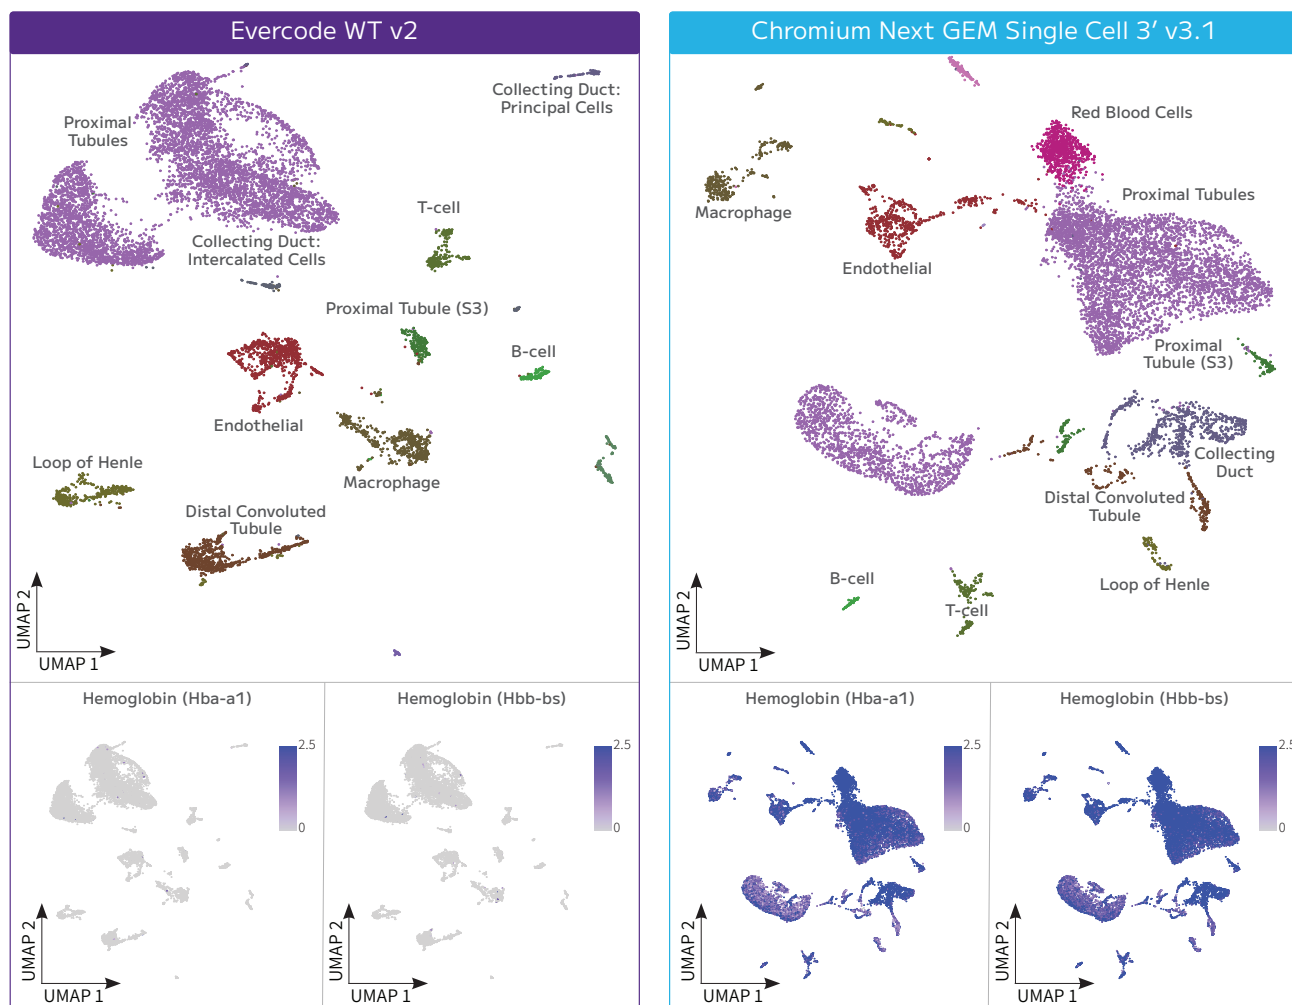 Evercode WT v2
Collecting Duct:
Principal Cells
Proximal
Tubules
T-cell
Collecting Duct:
Intercalated Cells
Proximal Tubule (S3)
B-cell
Endothelial
Loop of Henle
Macrophage
Distal Convoluted
Tubule
UMAP 2
UMAP 1
Hemoglobin (Hba-a1)
2.5
0
UMAP 2
UMAP 1
Hemoglobin (Hbb-bs)
2.5
0
UMAP 2
UMAP 1
Chromium Next GEM Single Cell 3′ v3.1
Red Blood Cells
Macrophage
Proximal Tubules
Endothelial
Proximal
Tubule (S3)
Collecting
Duct
Distal Convoluted
Tubule
Loop of Henle
B-cell
T-cell
UMAP 2
UMAP 1
Hemoglobin (Hba-a1)
2.5
0
UMAP 2
UMAP 1
Hemoglobin (Hbb-bs)
2.5
0
UMAP 2
UMAP 1